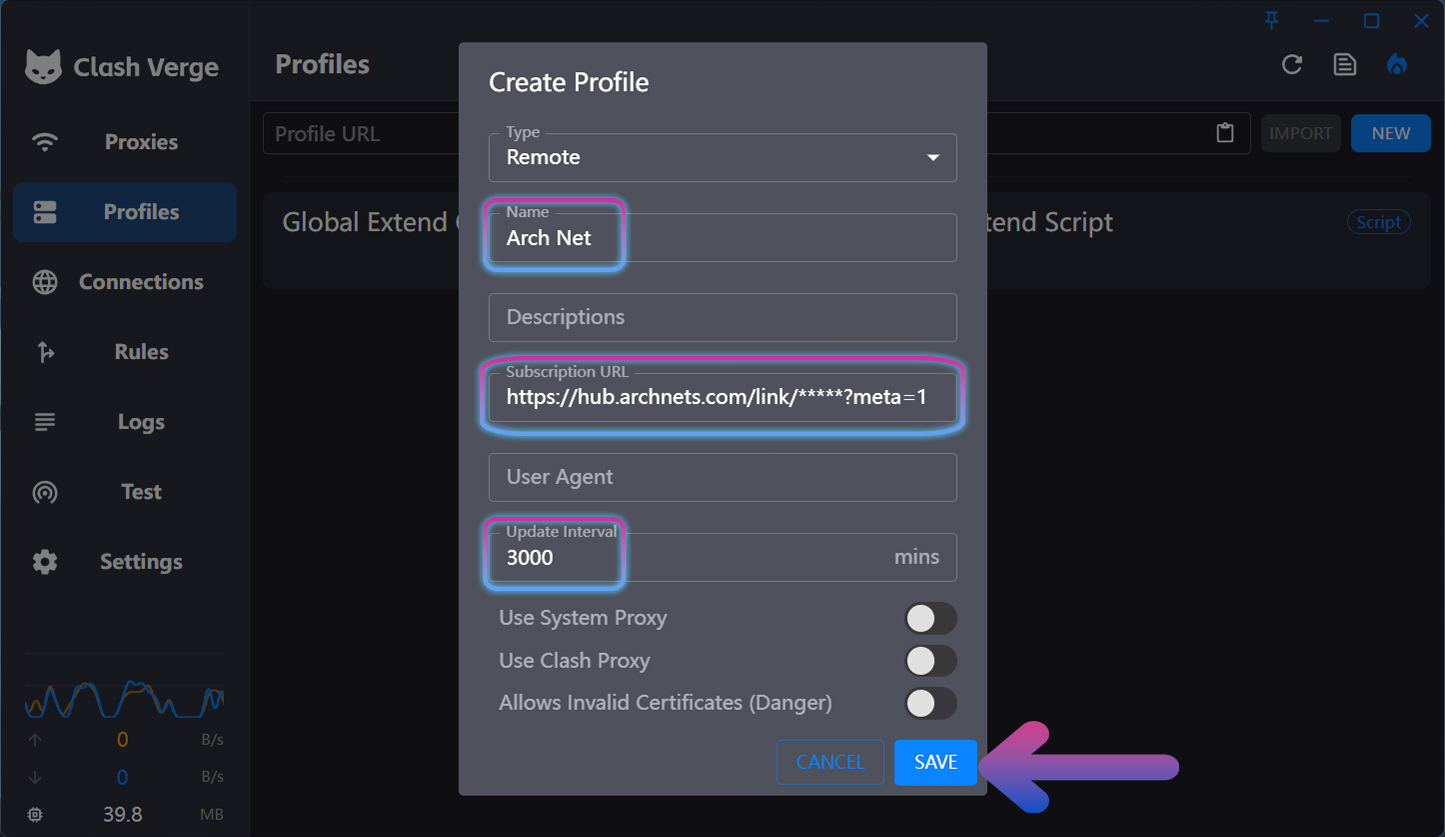 Clash Verge
Proxies
Profiles
Connections
Rules
Logs
Test
Settings
0 B/s
0 B/s
39.8 MB
Profiles
Profile URL
IMPORT
NEW
Global Extend
tend Script
Script
Create Profile
Type
Remote
Name
Arch Net
Descriptions
Subscription URL
https://hub.archnets.com/link/*****?meta=1
User Agent
Update Interval
3000 mins
Use System Proxy
Use Clash Proxy
Allows Invalid Certificates (Danger)
CANCEL
SAVE